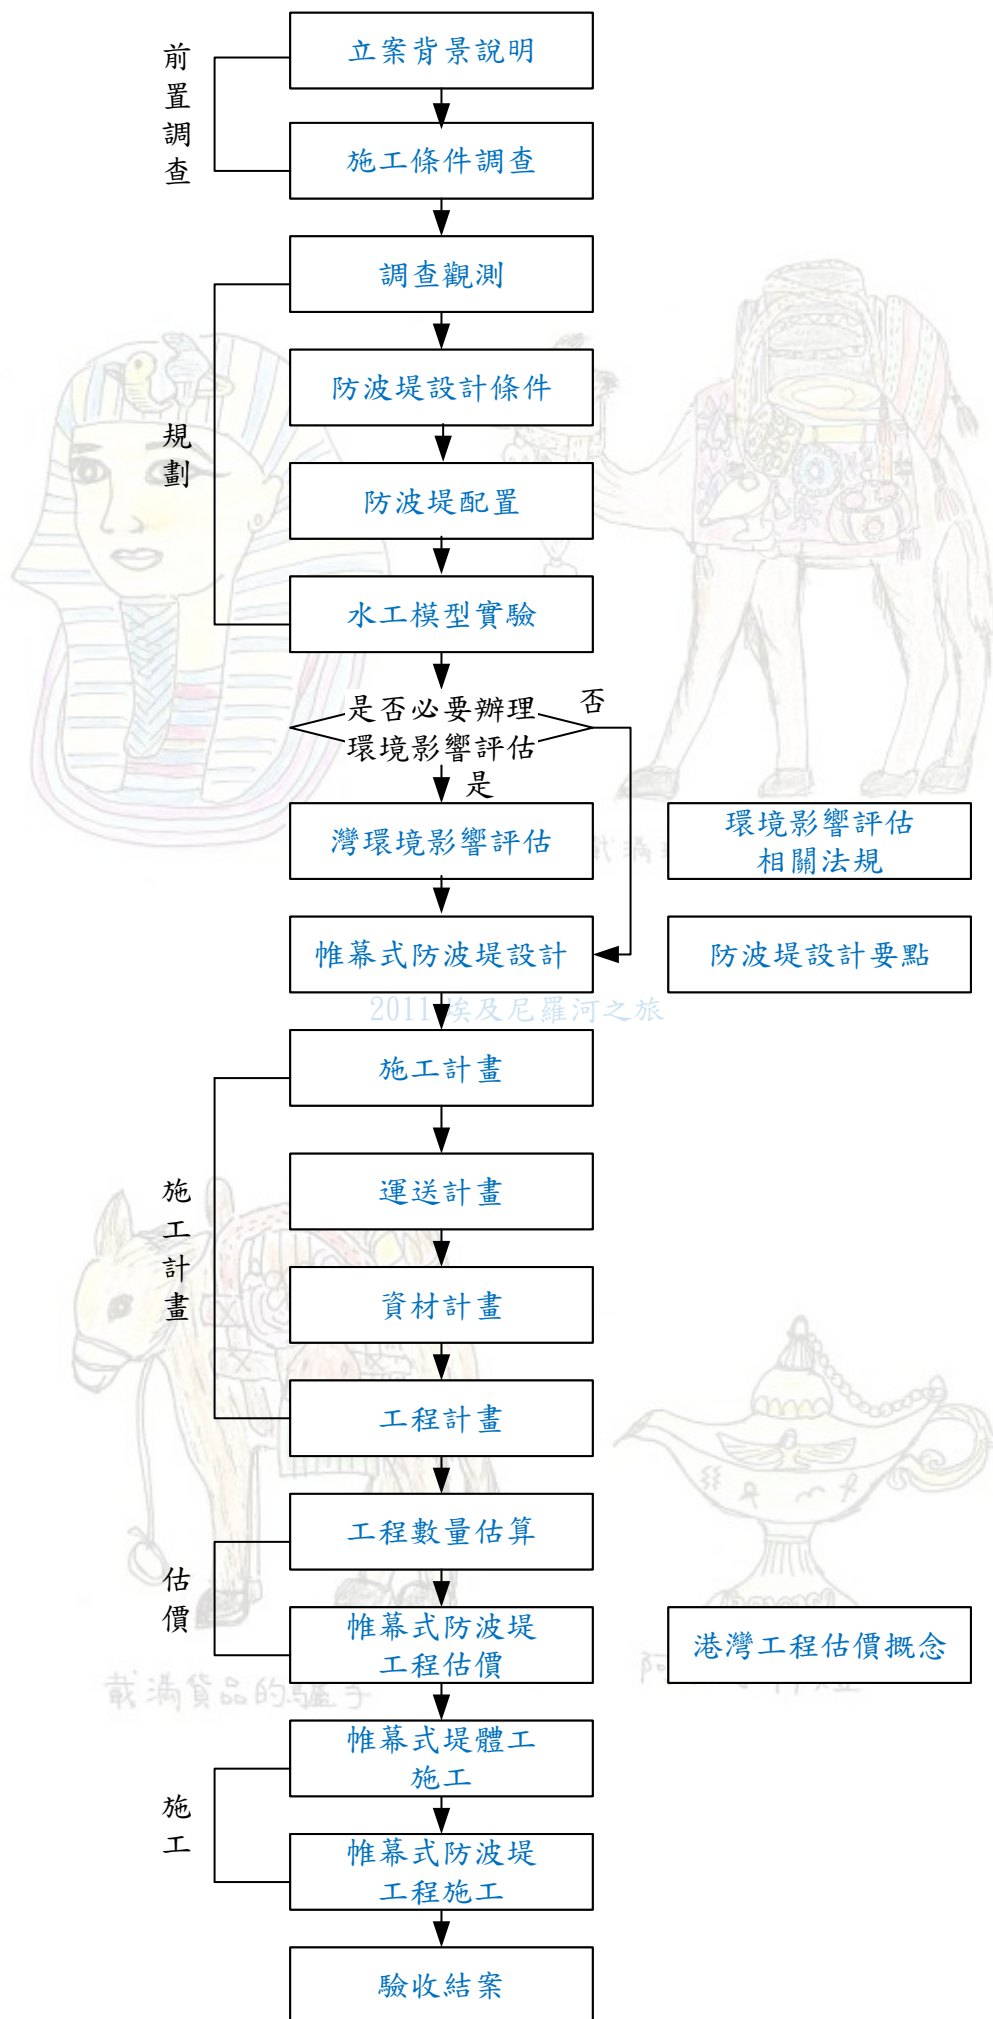 前置調查
立案背景說明
施工條件調查
規劃
調查觀測
防波堤設計條件
防波堤配置
水工模型實驗
是否必要辦理
環境影響評估
否
是
灣環境影響評估
環境影響評估
相關法規
帷幕式防波堤設計
防波堤設計要點
2011埃及尼羅河之旅
施工計畫
施工計畫
運送計畫
資材計畫
工程計畫
估價
工程數量估算
帷幕式防波堤
工程估價
港灣工程估價概念
載滿貨品的驢子
施工
帷幕式堤體工
施工
帷幕式防波堤
工程施工
驗收結案